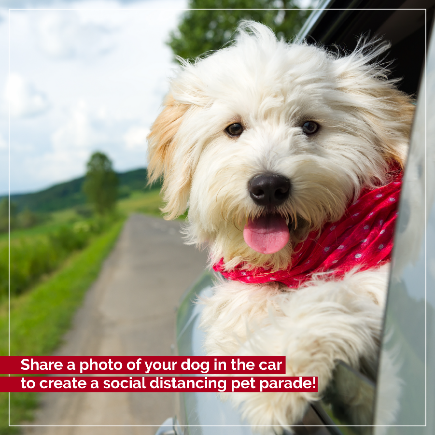 Share a photo of your dog in the car
to create a social distancing pet parade!